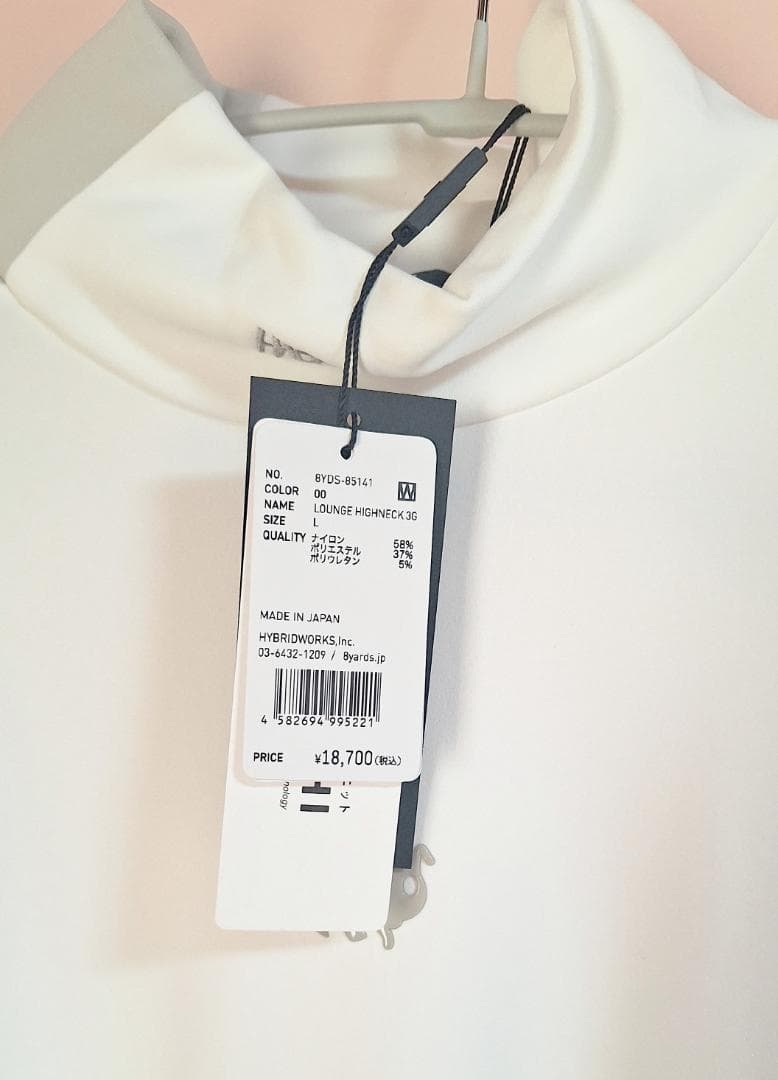 NO. 8YDS-85141
COLOR 00
W
NAME LOUNGE HIGHNECK 3G
SIZE L
QUALITY ナイロン 58%
ポリエステル 37%
ポリウレタン 5%
MADE IN JAPAN
HYBRIDWORKS,Inc.
03-6432-1209 / 8yards.jp
4 582694 995221
PRICE ¥18,700(税込)